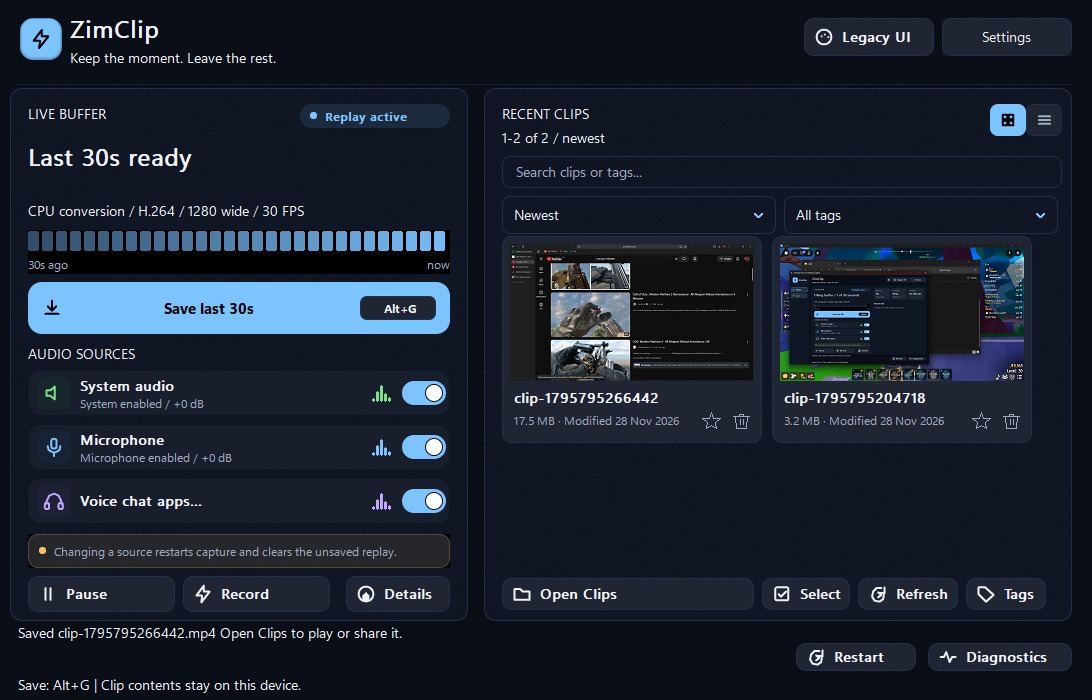 ZimClip
Keep the moment. Leave the rest.
Legacy UI
Settings
LIVE BUFFER
Replay active
Last 30s ready
CPU conversion / H.264 / 1280 wide / 30 FPS
30s ago
now
Save last 30s
Alt+G
AUDIO SOURCES
System audio
System enabled / +0 dB
Microphone
Microphone enabled / +0 dB
Voice chat apps...
Changing a source restarts capture and clears the unsaved replay.
Pause
Record
Details
RECENT CLIPS
1-2 of 2 / newest
Search clips or tags...
Newest
All tags
clip-1795795266442
17.5 MB · Modified 28 Nov 2026
clip-1795795204718
3.2 MB · Modified 28 Nov 2026
Open Clips
Select
Refresh
Tags
Saved clip-1795795266442.mp4 Open Clips to play or share it.
Restart
Diagnostics
Save: Alt+G | Clip contents stay on this device.